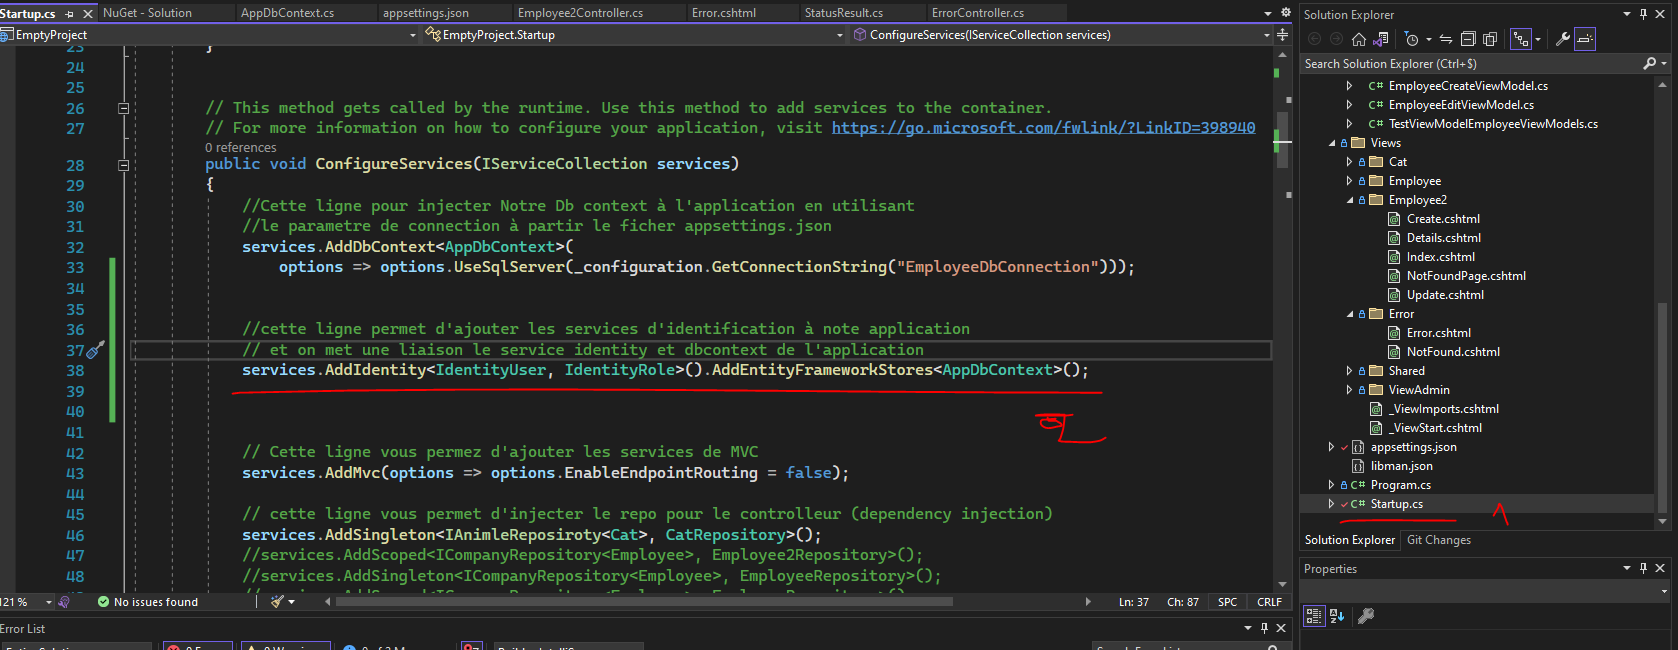 Startup.cs NuGet - Solution AppDbContext.cs appsettings.json Employee2Controller.cs Error.cshtml StatusResult.cs ErrorController.cs
EmptyProject EmptyProject.Startup ConfigureServices(IServiceCollection services)
23 }
24
25
26 // This method gets called by the runtime. Use this method to add services to the container.
27 // For more information on how to configure your application, visit https://go.microsoft.com/fwlink/?LinkID=398940
0 references
28 public void ConfigureServices(IServiceCollection services)
29 {
30 //Cette ligne pour injecter Notre Db context à l'application en utilisant
31 //le parametre de connection à partir le ficher appsettings.json
32 services.AddDbContext<AppDbContext>(
33 options => options.UseSqlServer(_configuration.GetConnectionString("EmployeeDbConnection")));
34
35
36 //cette ligne permet d'ajouter les services d'identification à note application
37 // et on met une liaison le service identity et dbcontext de l'application
38 services.AddIdentity<IdentityUser, IdentityRole>().AddEntityFrameworkStores<AppDbContext>();
39
40
41
42 // Cette ligne vous permez d'ajouter les services de MVC
43 services.AddMvc(options => options.EnableEndpointRouting = false);
44
45 // cette ligne vous permet d'injecter le repo pour le controlleur (dependency injection)
46 services.AddSingleton<IAnimleReposiroty<Cat>, CatRepository>();
47 //services.AddScoped<ICompanyRepository<Employee>, Employee2Repository>();
48 //services.AddSingleton<ICompanyRepository<Employee>, EmployeeRepository>();
121 % No issues found Ln: 37 Ch: 87 SPC CRLF
Error List
Solution Explorer
Search Solution Explorer (Ctrl+$)
C# EmployeeCreateViewModel.cs
C# EmployeeEditViewModel.cs
C# TestViewModelEmployeeViewModels.cs
Views
Cat
Employee
Employee2
Create.cshtml
Details.cshtml
Index.cshtml
NotFoundPage.cshtml
Update.cshtml
Error
Error.cshtml
NotFound.cshtml
Shared
ViewAdmin
_ViewImports.cshtml
_ViewStart.cshtml
appsettings.json
libman.json
C# Program.cs
C# Startup.cs
Solution Explorer Git Changes
Properties